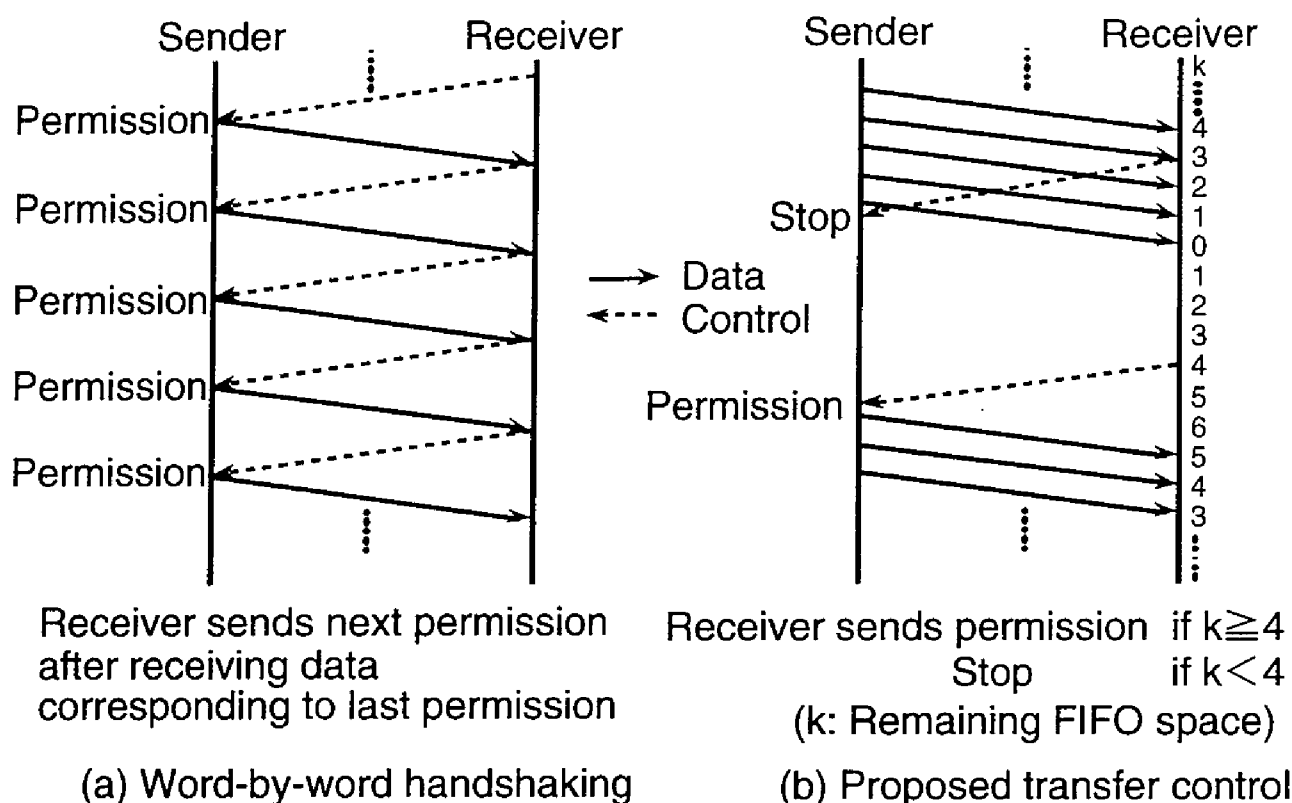 Sender
Receiver
Permission
Permission
Permission
Permission
Permission
Data
Control
Sender
Receiver
k
4
3
2
1
0
1
2
3
4
5
6
5
4
3
Stop
Permission
Receiver sends next permission
after receiving data
corresponding to last permission
(a) Word-by-word handshaking
Receiver sends permission if k≧4
Stop if k<4
(k: Remaining FIFO space)
(b) Proposed transfer control